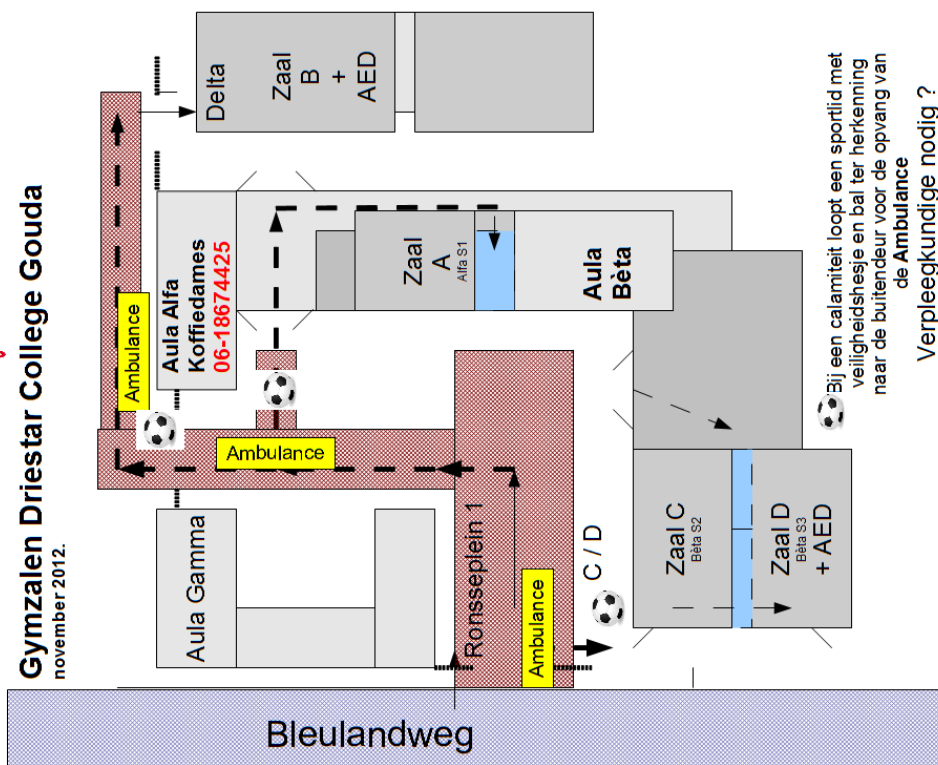 Gymzalen Driestar College Gouda
november 2012.
Ambulance
Aula Alfa
Koffiedames
06-18674425
Delta
Zaal
B
+
AED
Ambulance
Zaal
A
Alfa S1
Aula
Bèta
Aula Gamma
Ronsseplein 1
Ambulance
C / D
Zaal C
Bèta S2
Zaal D
Bèta S3
+ AED
Bij een calamiteit loopt een sportlid met
veiligheidshesje en bal ter herkenning
naar de buitendeur voor de opvang van
de Ambulance
Verpleegkundige nodig ?
Bleulandweg